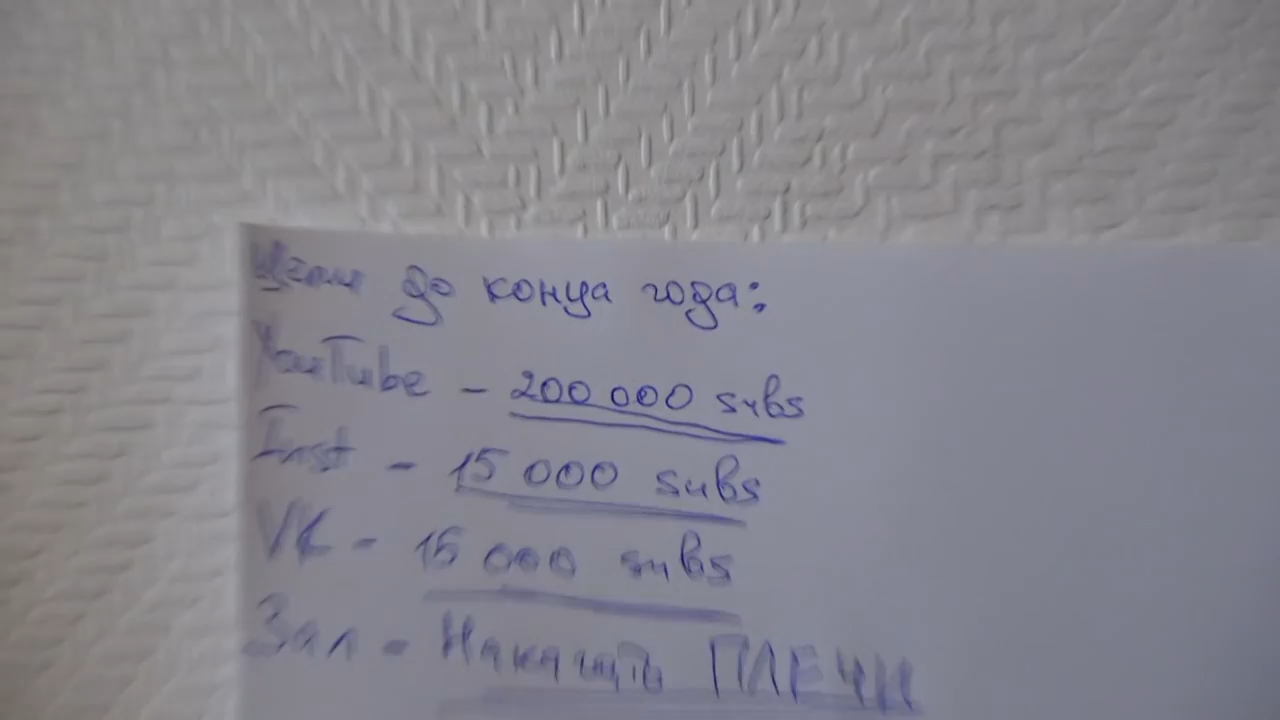 Цели до конца года:
YouTube - 200 000 subs
Inst - 15 000 subs
VK - 15 000 subs
Зал - Накачать ПЛЕЧИ